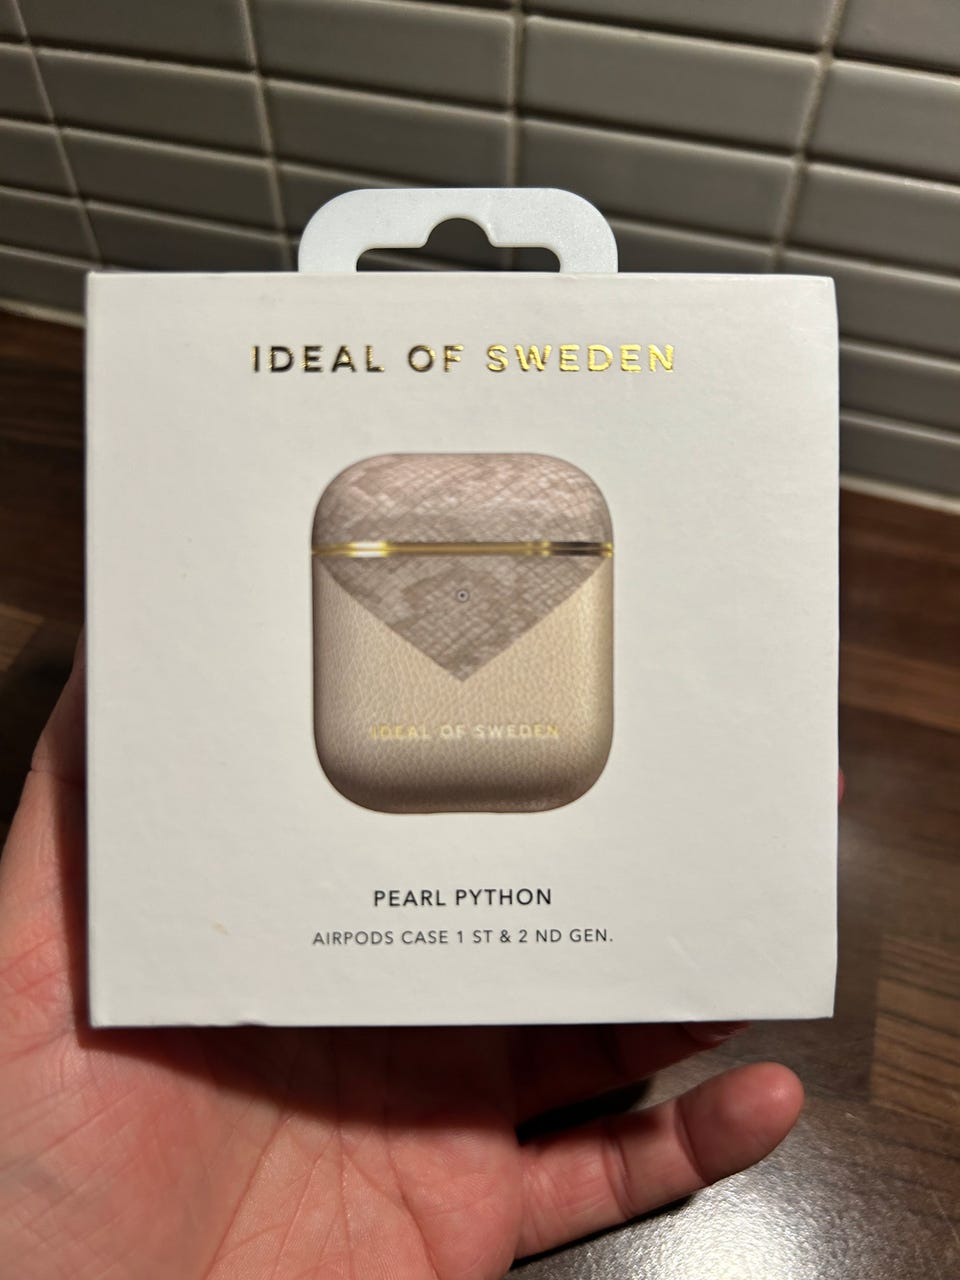 IDEAL OF SWEDEN
IDEAL OF SWEDEN
PEARL PYTHON
AIRPODS CASE 1 ST & 2 ND GEN.